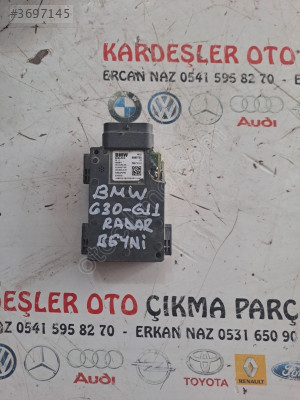 #3697145
KARDEŞLER OTO
ERCAN NAZ 0541 595 82 70 - E
Audi
BMW
BMW
G30-G11
RADAR
BEYNİ
DEŞLER OTO ÇIKMA PARÇ
Z 0541 595 82 70 - ERKAN NAZ 0531 650 90
Audi
TOYOTA
RENAULT